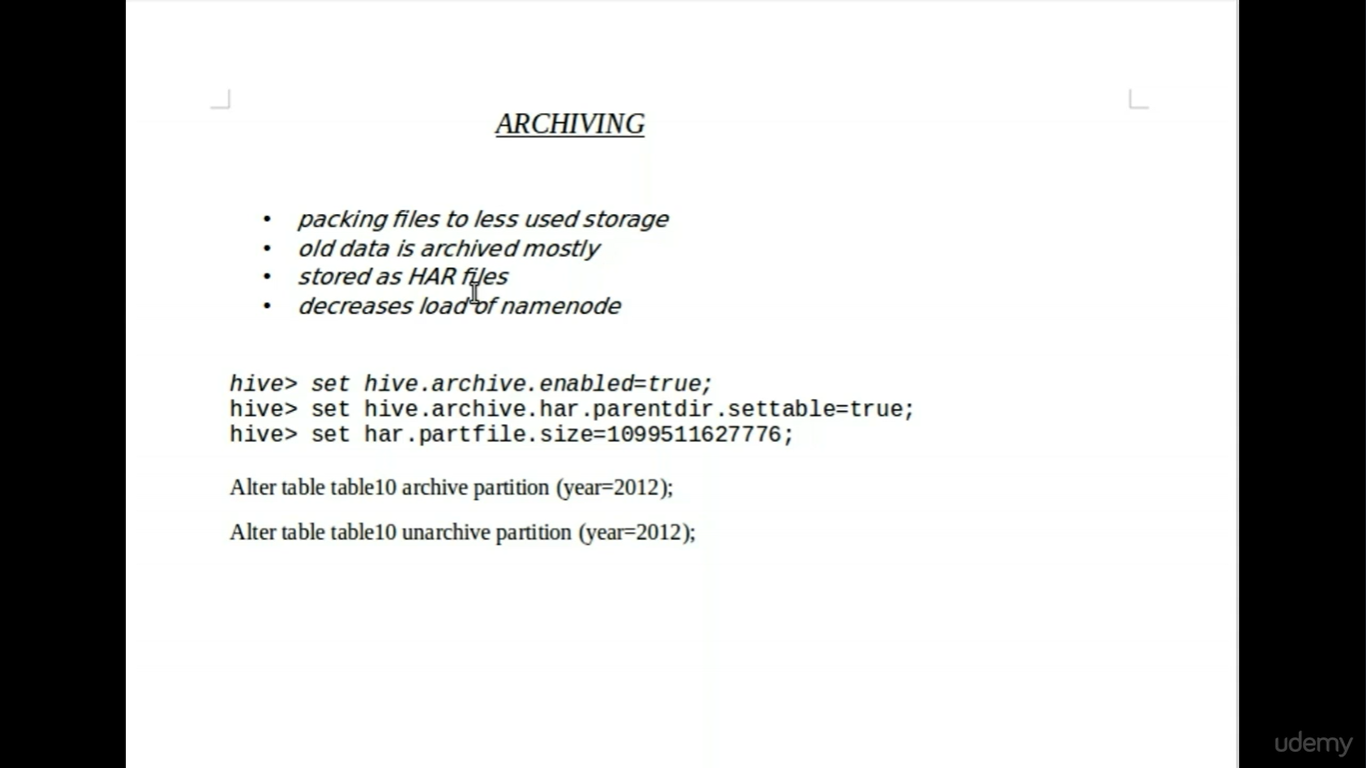 ARCHIVING
• packing files to less used storage
• old data is archived mostly
• stored as HAR files
• decreases load of namenode
hive> set hive.archive.enabled=true;
hive> set hive.archive.har.parentdir.settable=true;
hive> set har.partfile.size=1099511627776;
Alter table table10 archive partition (year=2012);
Alter table table10 unarchive partition (year=2012);
udemy